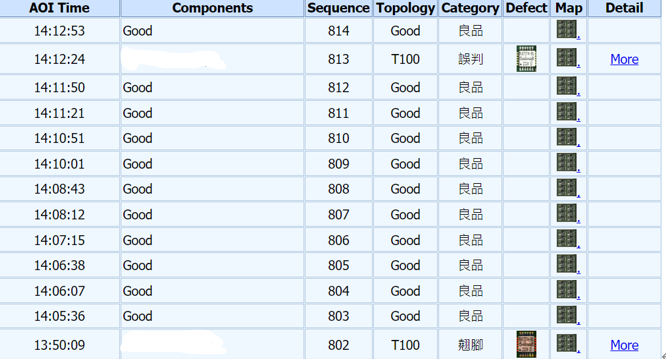 AOI Time Components Sequence Topology Category Defect Map Detail
14:12:53 Good 814 Good 良品 .
14:12:24 813 T100 誤判 . More
14:11:50 Good 812 Good 良品 .
14:11:21 Good 811 Good 良品 .
14:10:51 Good 810 Good 良品 .
14:10:01 Good 809 Good 良品 .
14:08:43 Good 808 Good 良品 .
14:08:12 Good 807 Good 良品 .
14:07:15 Good 806 Good 良品 .
14:06:38 Good 805 Good 良品 .
14:06:07 Good 804 Good 良品 .
14:05:36 Good 803 Good 良品 .
13:50:09 802 T100 翹腳 . More